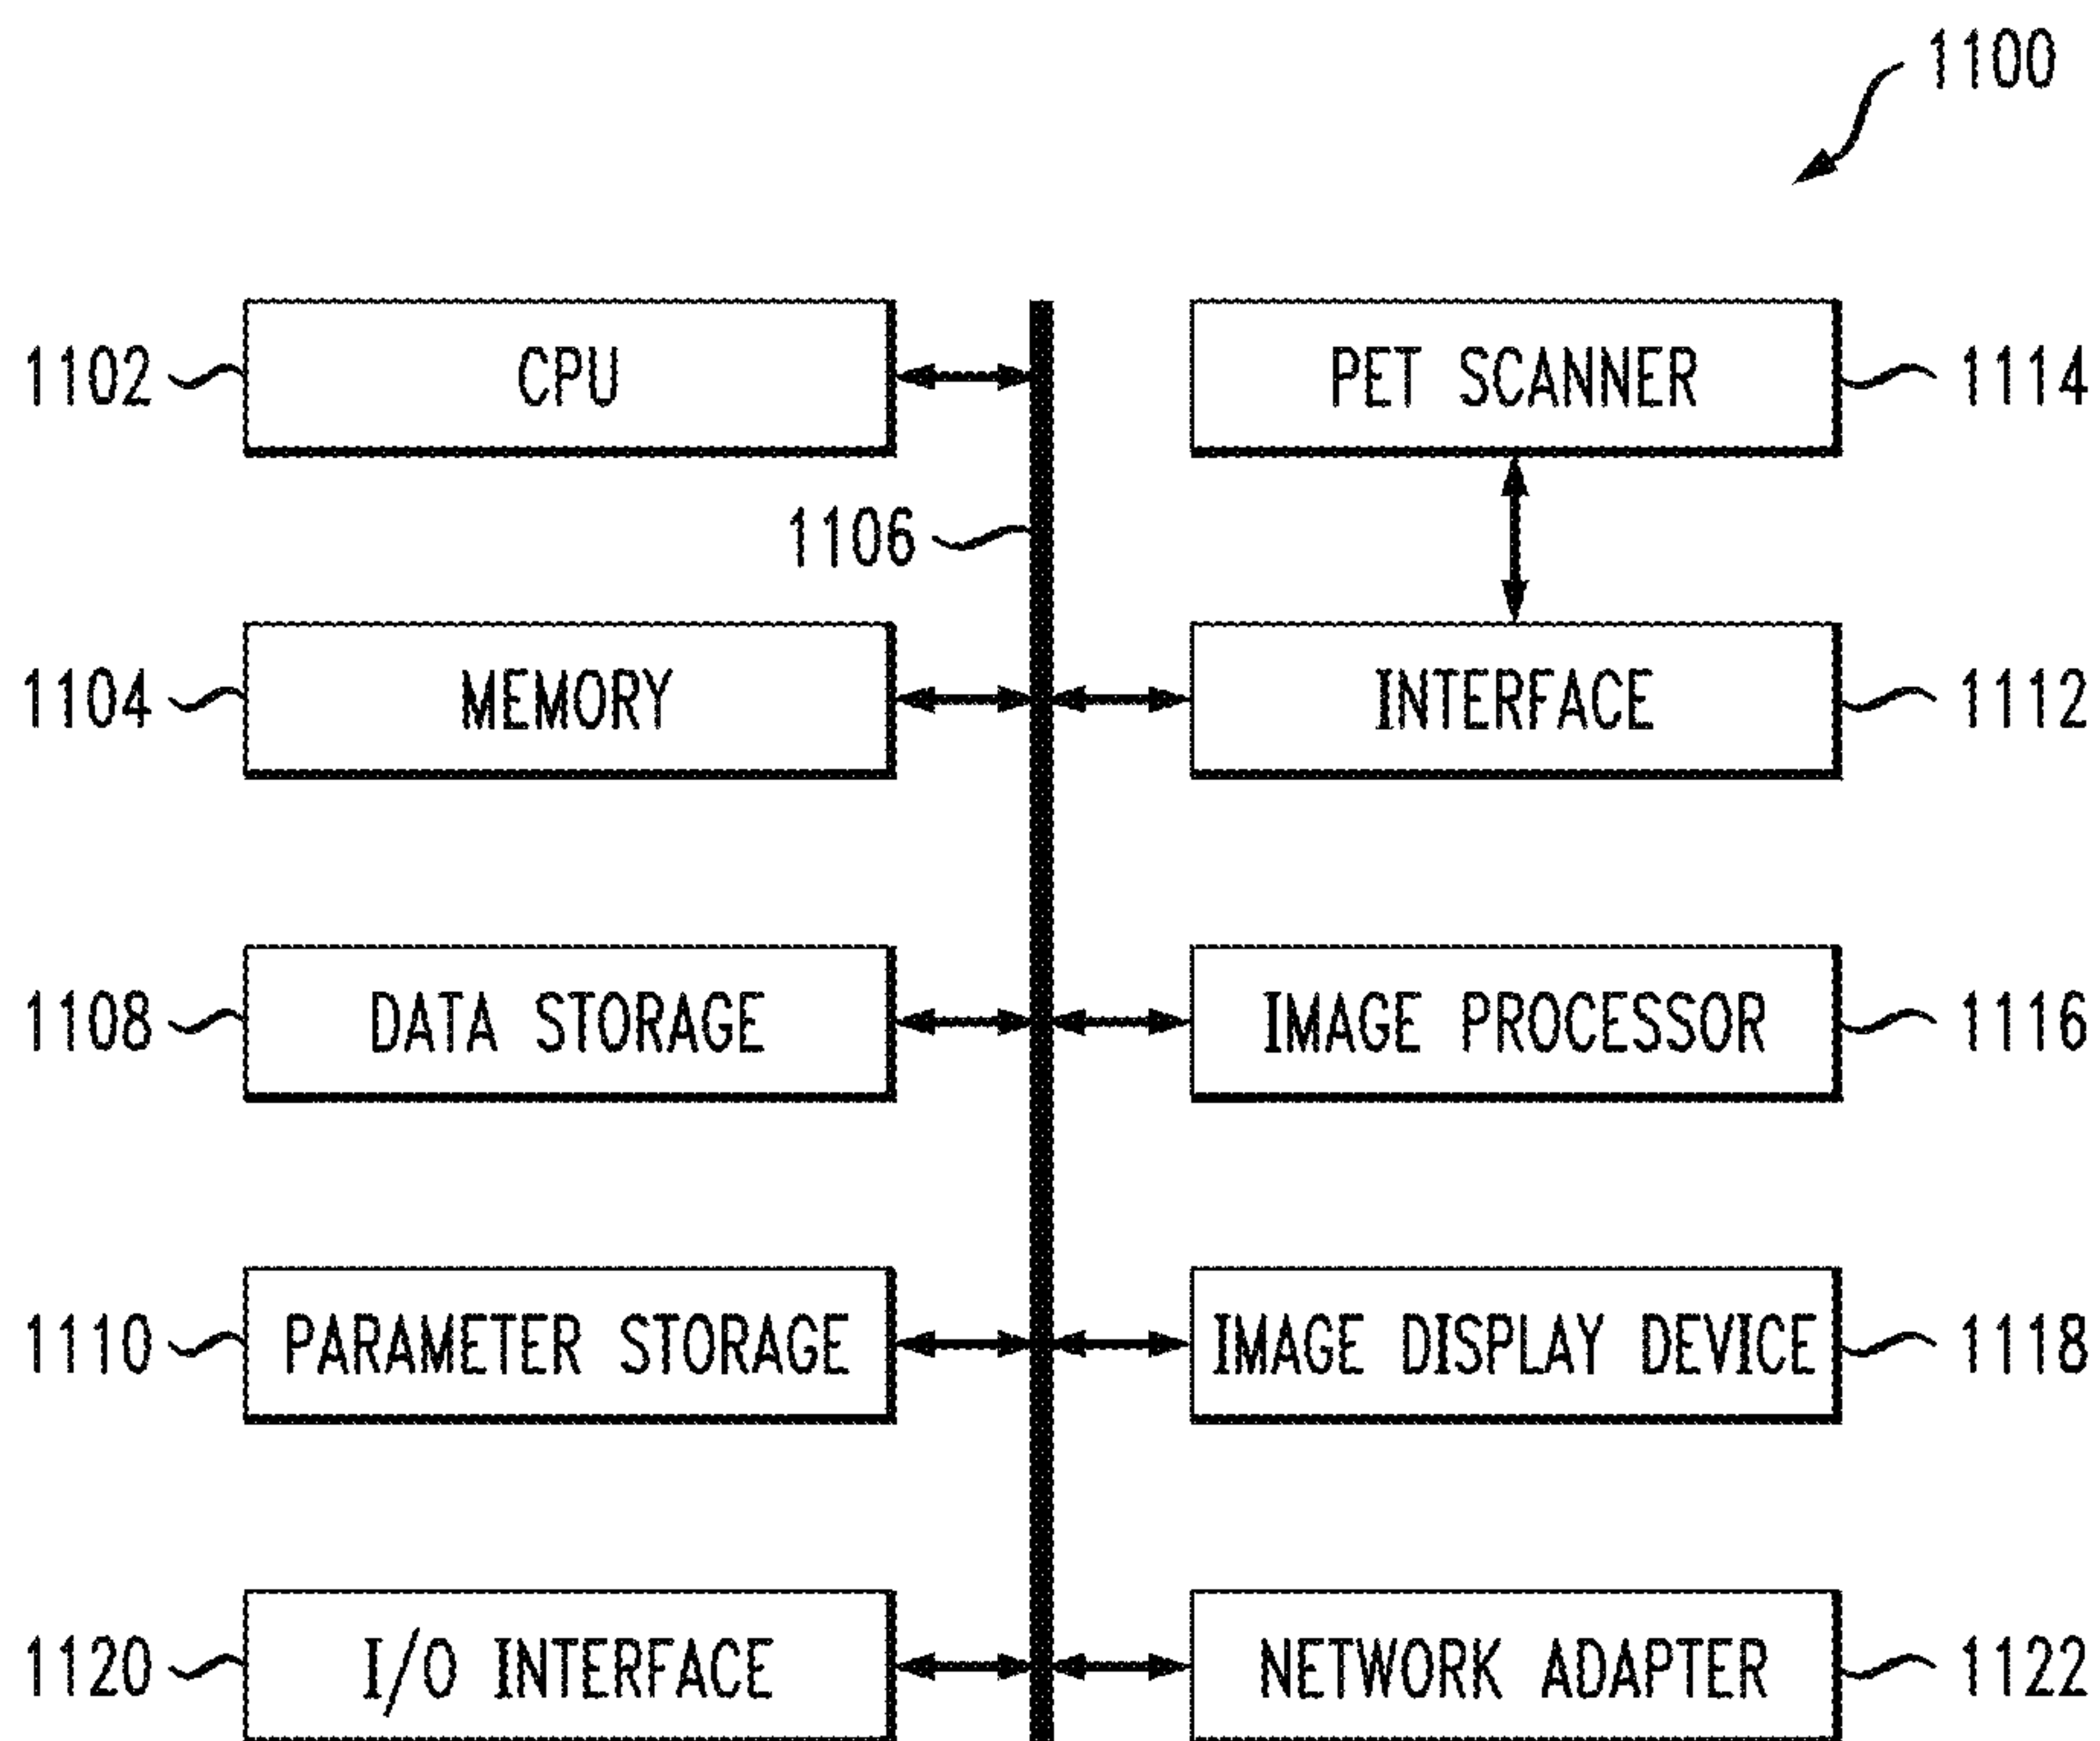 1100
1102 CPU
PET SCANNER 1114
1106
1104 MEMORY
INTERFACE 1112
1108 DATA STORAGE
IMAGE PROCESSOR 1116
1110 PARAMETER STORAGE
IMAGE DISPLAY DEVICE 1118
1120 I/O INTERFACE
NETWORK ADAPTER 1122